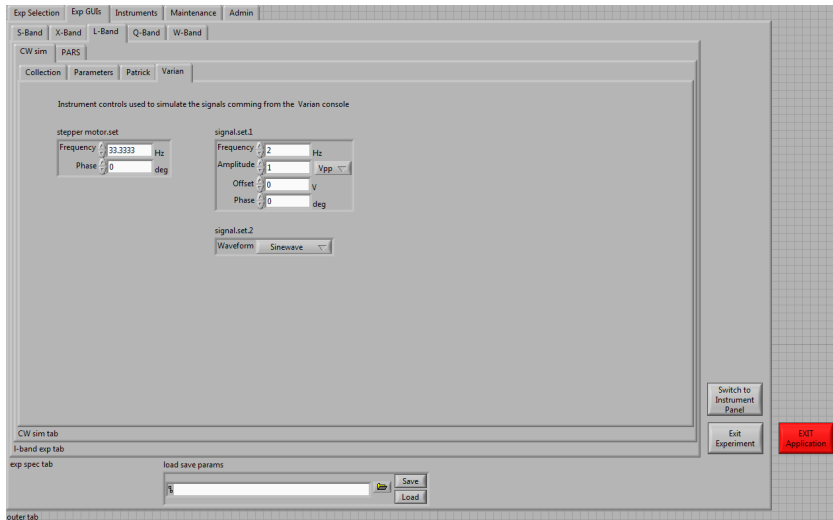 Exp Selection Exp GUIs Instruments Maintenance Admin
S-Band X-Band L-Band Q-Band W-Band
CW sim PARS
Collection Parameters Patrick Varian
Instrument controls used to simulate the signals comming from the Varian console
stepper motor.set
Frequency 33.3333 Hz
Phase 0 deg
signal.set.1
Frequency 2 Hz
Amplitude 1 Vpp
Offset 0 V
Phase 0 deg
signal.set.2
Waveform Sinewave
Switch to
Instrument
Panel
CW sim tab
Exit
Experiment
EXIT
Application
l-band exp tab
exp spec tab
load save params
Save
Load
outer tab